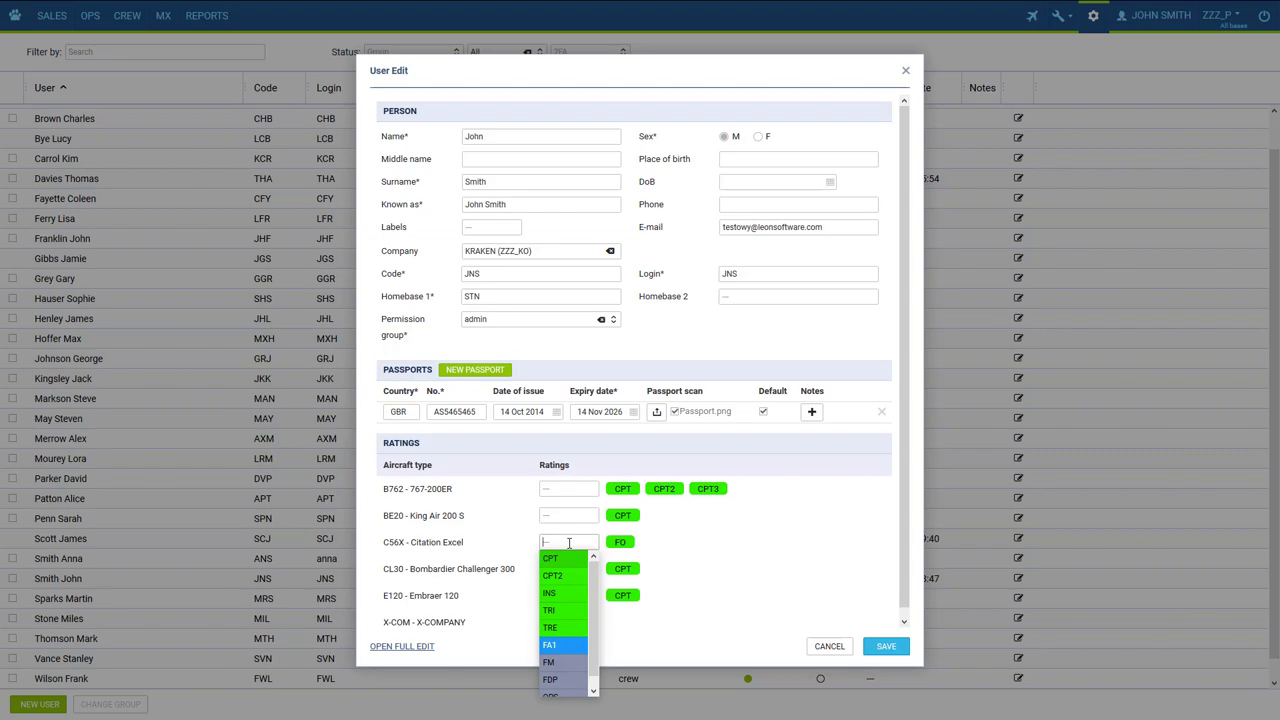 SALES OPS CREW MX REPORTS JOHN SMITH ZZZ_P
All bases
Filter by: Search Status: Group All 2FA
User Code Login Notes
User Edit
PERSON
Name* John Sex* M F
Middle name Place of birth
Surname* Smith DoB
Known as* John Smith Phone
Labels --- E-mail testowy@leonsoftware.com
Company KRAKEN (ZZZ_KO)
Code* JNS Login* JNS
Homebase 1* STN Homebase 2 ---
Permission group* admin
PASSPORTS NEW PASSPORT
Country* No.* Date of issue Expiry date* Passport scan Default Notes
GBR AS5465465 14 Oct 2014 14 Nov 2026 Passport.png
RATINGS
Aircraft type Ratings
B762 - 767-200ER --- CPT CPT2 CPT3
BE20 - King Air 200 S --- CPT
C56X - Citation Excel --- FO
CL30 - Bombardier Challenger 300 CPT
E120 - Embraer 120 CPT
X-COM - X-COMPANY
CPT
CPT2
INS
TRI
TRE
FA1
FM
FDP
OPEN FULL EDIT CANCEL SAVE
Brown Charles CHB CHB
Bye Lucy LCB LCB
Carrol Kim KCR KCR
Davies Thomas THA THA 5:54
Fayette Coleen CFY CFY
Ferry Lisa LFR LFR
Franklin John JHF JHF
Gibbs Jamie GBS GBS
Grey Gary GGR GGR
Hauser Sophie SHS SHS
Henley James JHL JHL
Hoffer Max MXH MXH
Johnson George GRJ GRJ
Kingsley Jack KJC KJC
Markson Steve MKS MKS
May Steven MAY MAY
Merrow Alex AXM AXM
Mourey Lora LRM LRM
Parker David DVP DVP
Patton Alice APT APT
Penn Sarah SPN SPN
Scott James SCJ SCJ 9:40
Smith Anna ANS anna
Smith John JNS JNS 3:47
Sparks Martin MRS MRS
Stone Miles MIL MIL
Thomason Mark MTH MTH
Vance Stanley SVN SVN
Wilson Frank FWL FWL crew ---
NEW USER CHANGE GROUP